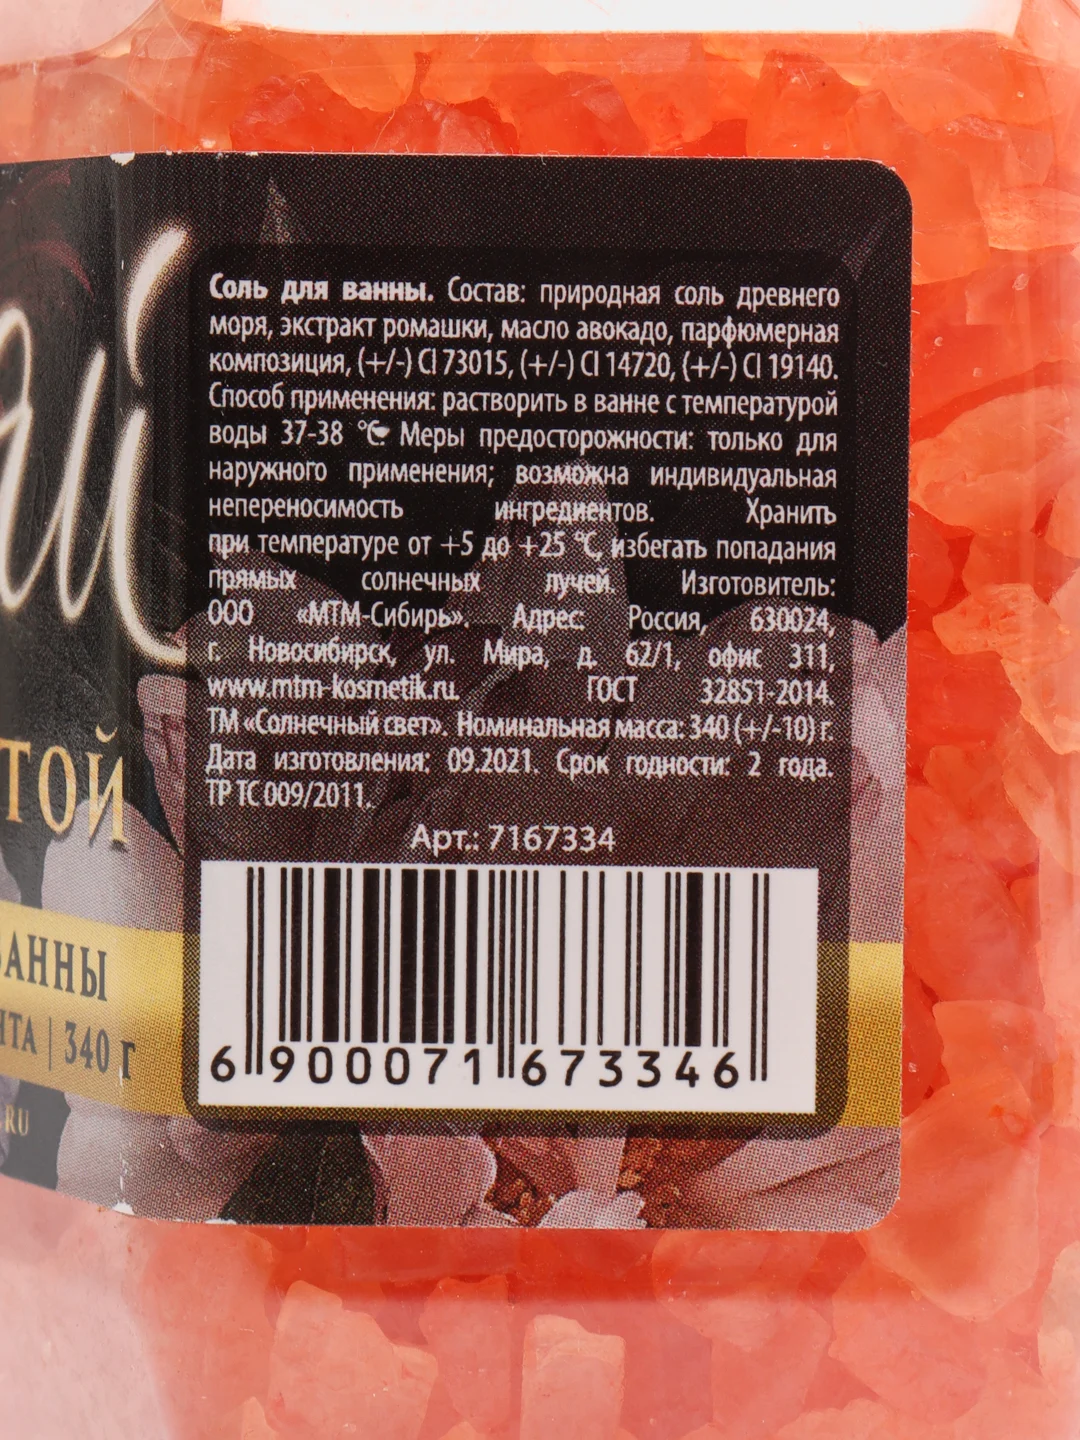 ай
ТОЙ
ВАННЫ
НТА | 340 г
.RU
Соль для ванны. Состав: природная соль древнего
моря, экстракт ромашки, масло авокадо, парфюмерная
композиция, (+/-) CI 73015, (+/-) CI 14720, (+/-) CI 19140.
Способ применения: растворить в ванне с температурой
воды 37-38 °С. Меры предосторожности: только для
наружного применения; возможна индивидуальная
непереносимость ингредиентов. Хранить
при температуре от +5 до +25 °С, избегать попадания
прямых солнечных лучей. Изготовитель:
ООО «МТМ-Сибирь». Адрес: Россия, 630024,
г. Новосибирск, ул. Мира, д. 62/1, офис 311,
www.mtm-kosmetik.ru. ГОСТ 32851-2014.
ТМ «Солнечный свет». Номинальная масса: 340 (+/-10) г.
Дата изготовления: 09.2021. Срок годности: 2 года.
ТР ТС 009/2011.
Арт.: 7167334
6 900071 673346